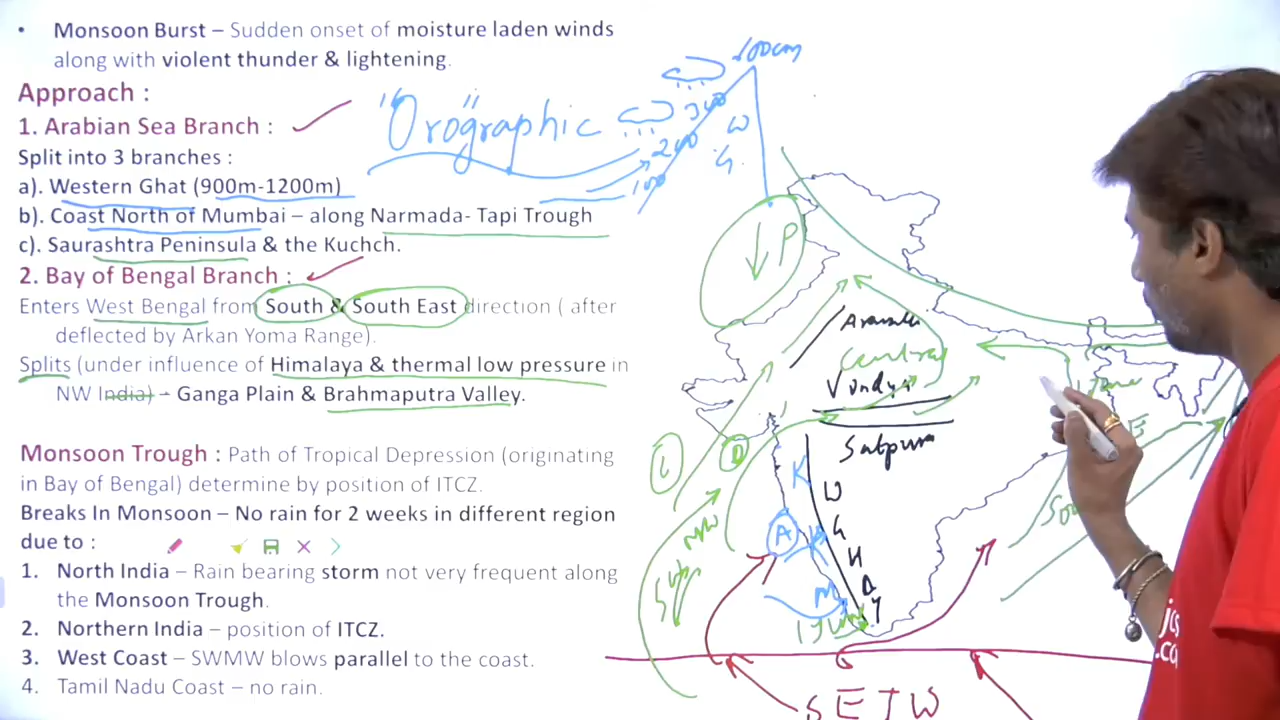 • Monsoon Burst – Sudden onset of moisture laden winds
along with violent thunder & lightening.
Approach :
1. Arabian Sea Branch :
Split into 3 branches :
a). Western Ghat (900m-1200m)
b). Coast North of Mumbai – along Narmada- Tapi Trough
c). Saurashtra Peninsula & the Kuchch.
2. Bay of Bengal Branch :
Enters West Bengal from South & South East direction ( after
deflected by Arkan Yoma Range).
Splits (under influence of Himalaya & thermal low pressure in
NW India) – Ganga Plain & Brahmaputra Valley.
Monsoon Trough : Path of Tropical Depression (originating
in Bay of Bengal) determine by position of ITCZ.
Breaks In Monsoon – No rain for 2 weeks in different region
due to :
1. North India – Rain bearing storm not very frequent along
the Monsoon Trough.
2. Northern India – position of ITCZ.
3. West Coast – SWMW blows parallel to the coast.
4. Tamil Nadu Coast – no rain.
"Oro"graphic
100
200
300
W
G
P
Central
Vindya
Satpura
C
B
A
K
K
M
W
G
H
A
T
MW
E
SETW